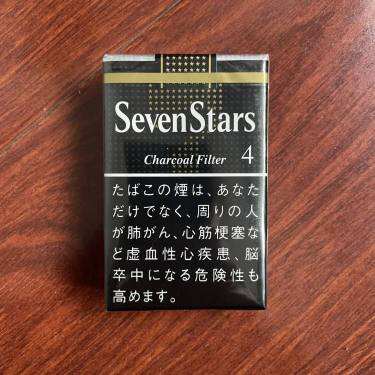 Seven Stars
Charcoal Filter 4
たばこの煙は、あなた
だけでなく、周りの人
が肺がん、心筋梗塞な
ど虚血性心疾患、脳
卒中になる危険性も
高めます。